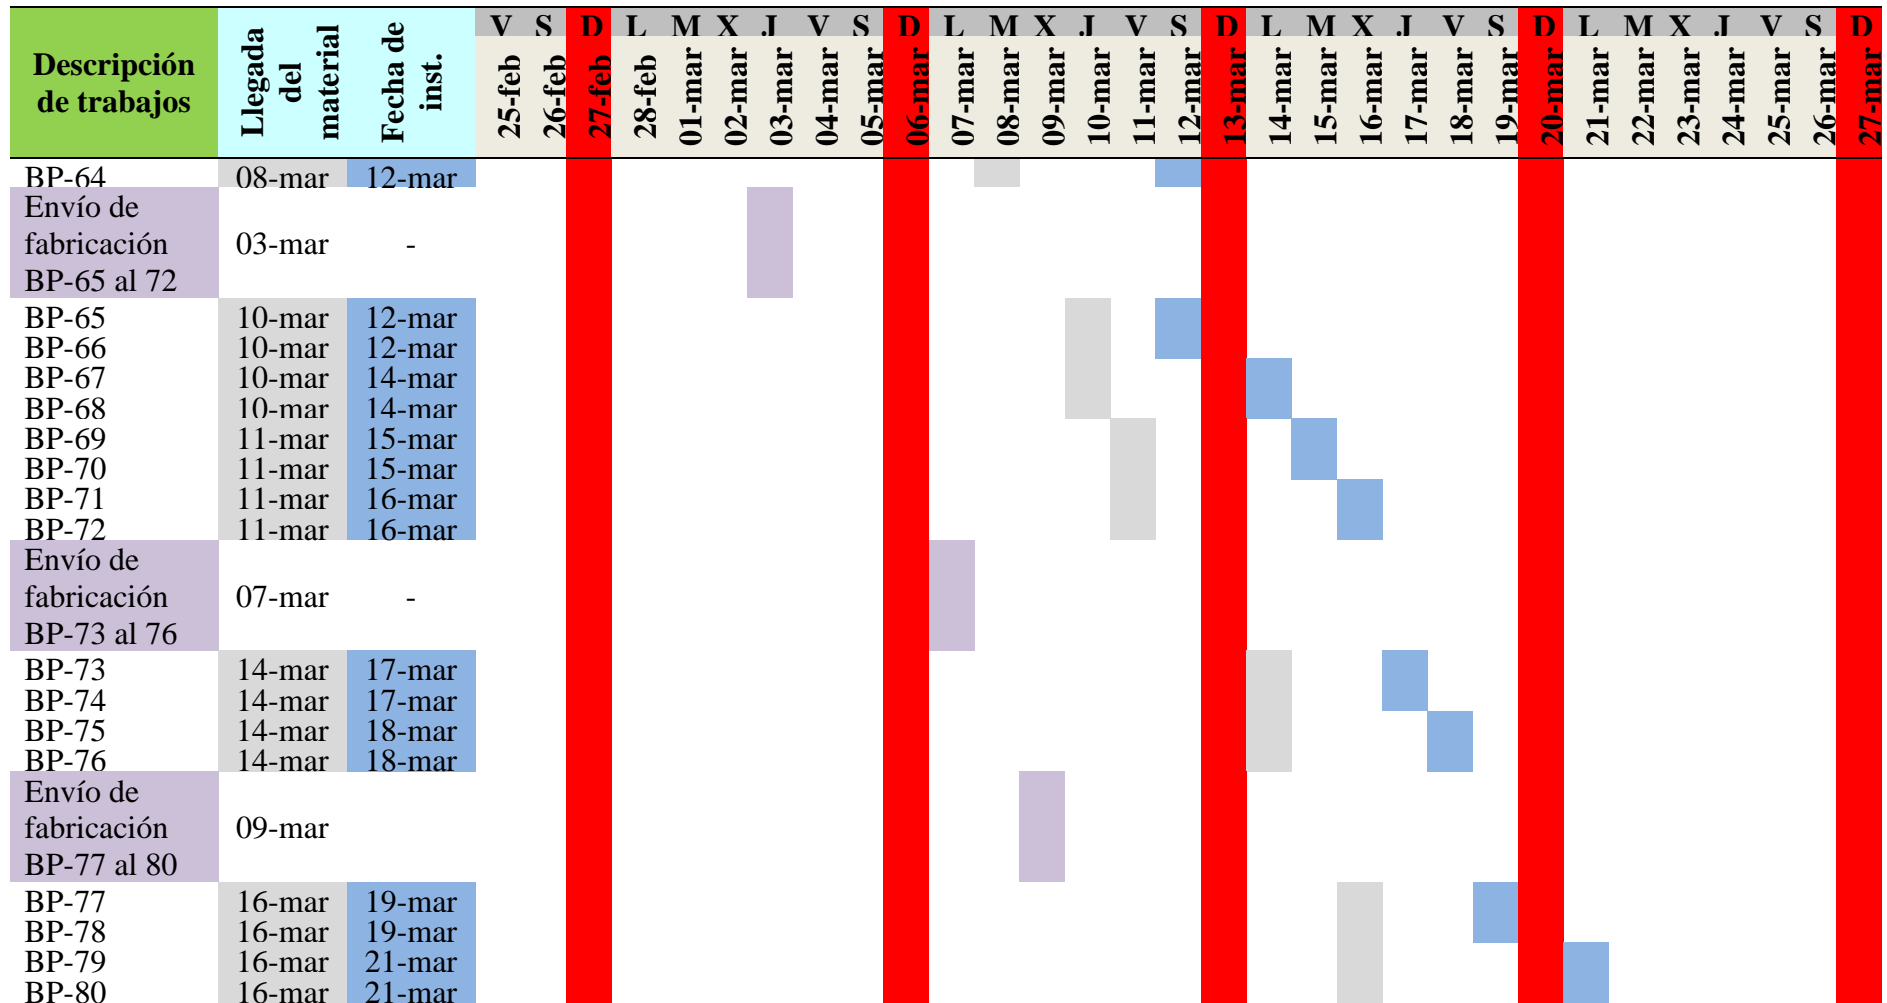 Descripción de trabajos Llegada del material Fecha de inst. V S D L M X J V S D L M X J V S D L M X J V S D L M X J V S D
25-feb 26-feb 27-feb 28-feb 01-mar 02-mar 03-mar 04-mar 05-mar 06-mar 07-mar 08-mar 09-mar 10-mar 11-mar 12-mar 13-mar 14-mar 15-mar 16-mar 17-mar 18-mar 19-mar 20-mar 21-mar 22-mar 23-mar 24-mar 25-mar 26-mar 27-mar
BP-64 08-mar 12-mar
Envío de
fabricación 03-mar -
BP-65 al 72
BP-65 10-mar 12-mar
BP-66 10-mar 12-mar
BP-67 10-mar 14-mar
BP-68 10-mar 14-mar
BP-69 11-mar 15-mar
BP-70 11-mar 15-mar
BP-71 11-mar 16-mar
BP-72 11-mar 16-mar
Envío de
fabricación 07-mar -
BP-73 al 76
BP-73 14-mar 17-mar
BP-74 14-mar 17-mar
BP-75 14-mar 18-mar
BP-76 14-mar 18-mar
Envío de
fabricación 09-mar
BP-77 al 80
BP-77 16-mar 19-mar
BP-78 16-mar 19-mar
BP-79 16-mar 21-mar
BP-80 16-mar 21-mar